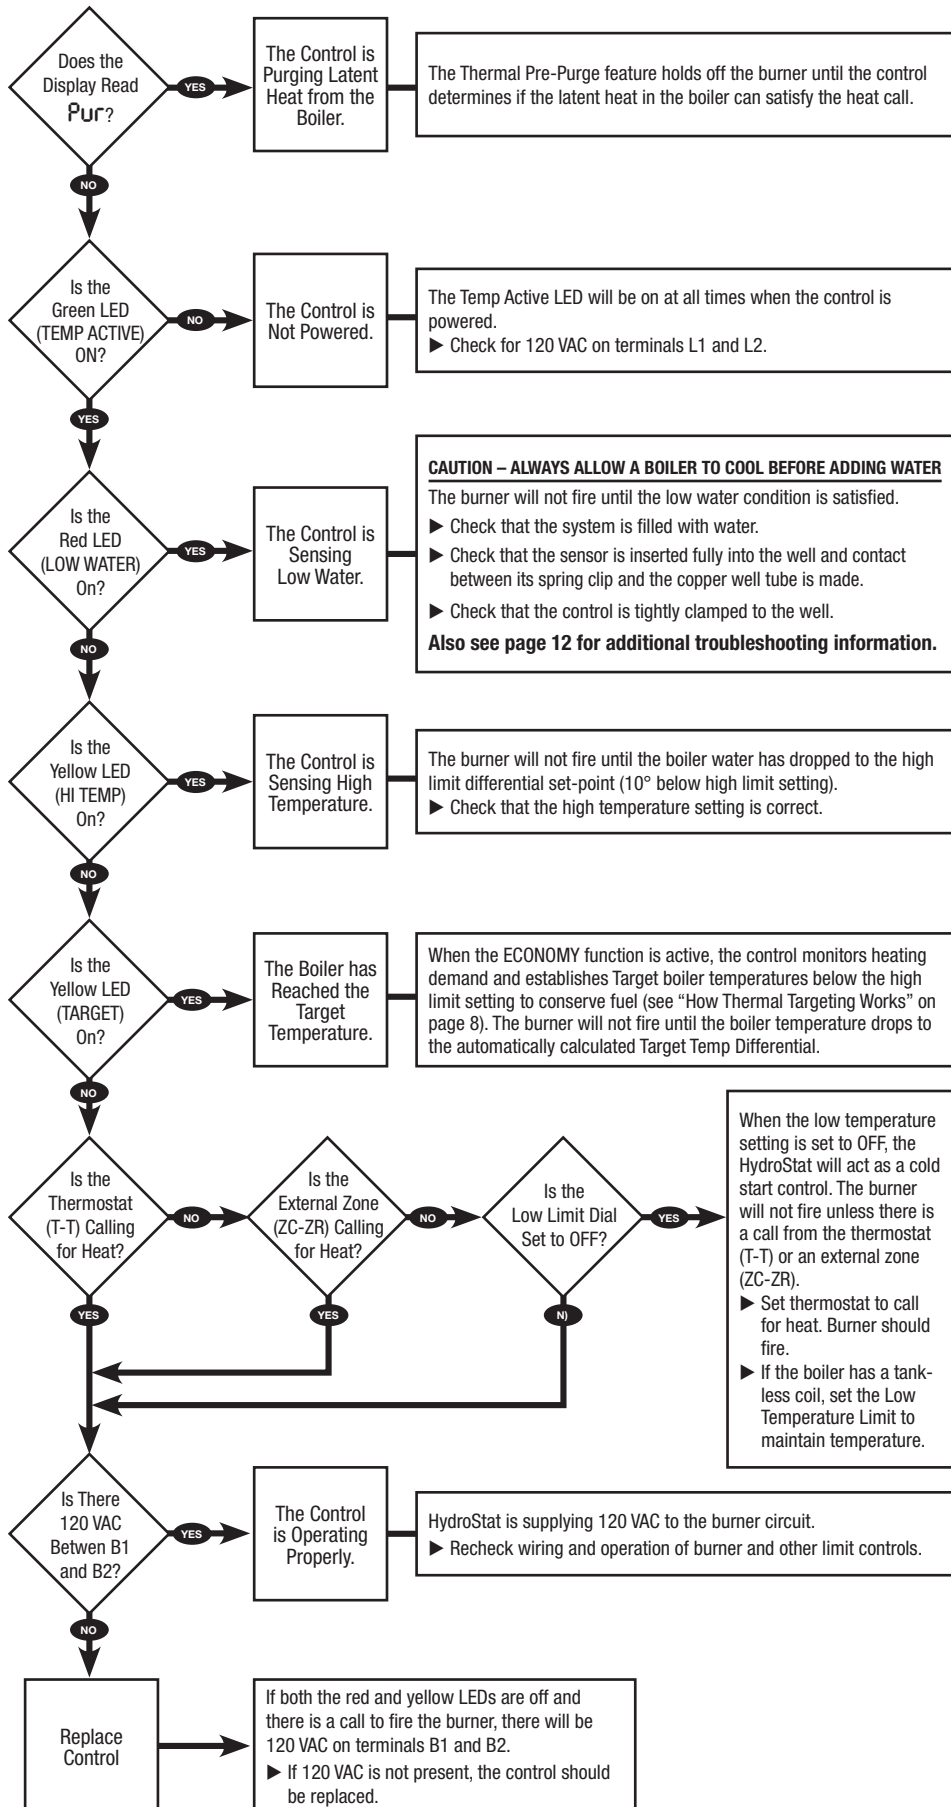 Does the
Display Read
Pur?
YES
The Control is
Purging Latent
Heat from the
Boiler.
The Thermal Pre-Purge feature holds off the burner until the control
determines if the latent heat in the boiler can satisfy the heat call.
NO
Is the
Green LED
(TEMP ACTIVE)
ON?
NO
The Control is
Not Powered.
The Temp Active LED will be on at all times when the control is
powered.
▶ Check for 120 VAC on terminals L1 and L2.
YES
Is the
Red LED
(LOW WATER)
On?
YES
The Control is
Sensing
Low Water.
CAUTION – ALWAYS ALLOW A BOILER TO COOL BEFORE ADDING WATER
The burner will not fire until the low water condition is satisfied.
▶ Check that the system is filled with water.
▶ Check that the sensor is inserted fully into the well and contact
between its spring clip and the copper well tube is made.
▶ Check that the control is tightly clamped to the well.
Also see page 12 for additional troubleshooting information.
NO
Is the
Yellow LED
(HI TEMP)
On?
YES
The Control is
Sensing High
Temperature.
The burner will not fire until the boiler water has dropped to the high
limit differential set-point (10° below high limit setting).
▶ Check that the high temperature setting is correct.
NO
Is the
Yellow LED
(TARGET)
On?
YES
The Boiler has
Reached the
Target
Temperature.
When the ECONOMY function is active, the control monitors heating
demand and establishes Target boiler temperatures below the high
limit setting to conserve fuel (see “How Thermal Targeting Works” on
page 8). The burner will not fire until the boiler temperature drops to
the automatically calculated Target Temp Differential.
NO
Is the
Thermostat
(T-T) Calling
for Heat?
NO
Is the
External Zone
(ZC-ZR) Calling
for Heat?
NO
Is the
Low Limit Dial
Set to OFF?
YES
When the low temperature
setting is set to OFF, the
HydroStat will act as a cold
start control. The burner
will not fire unless there is
a call from the thermostat
(T-T) or an external zone
(ZC-ZR).
▶ Set thermostat to call
for heat. Burner should
fire.
▶ If the boiler has a tank-
less coil, set the Low
Temperature Limit to
maintain temperature.
YES
YES
N)
Is There
120 VAC
Betwen B1
and B2?
YES
The Control
is Operating
Properly.
HydroStat is supplying 120 VAC to the burner circuit.
▶ Recheck wiring and operation of burner and other limit controls.
NO
Replace
Control
If both the red and yellow LEDs are off and
there is a call to fire the burner, there will be
120 VAC on terminals B1 and B2.
▶ If 120 VAC is not present, the control should
be replaced.